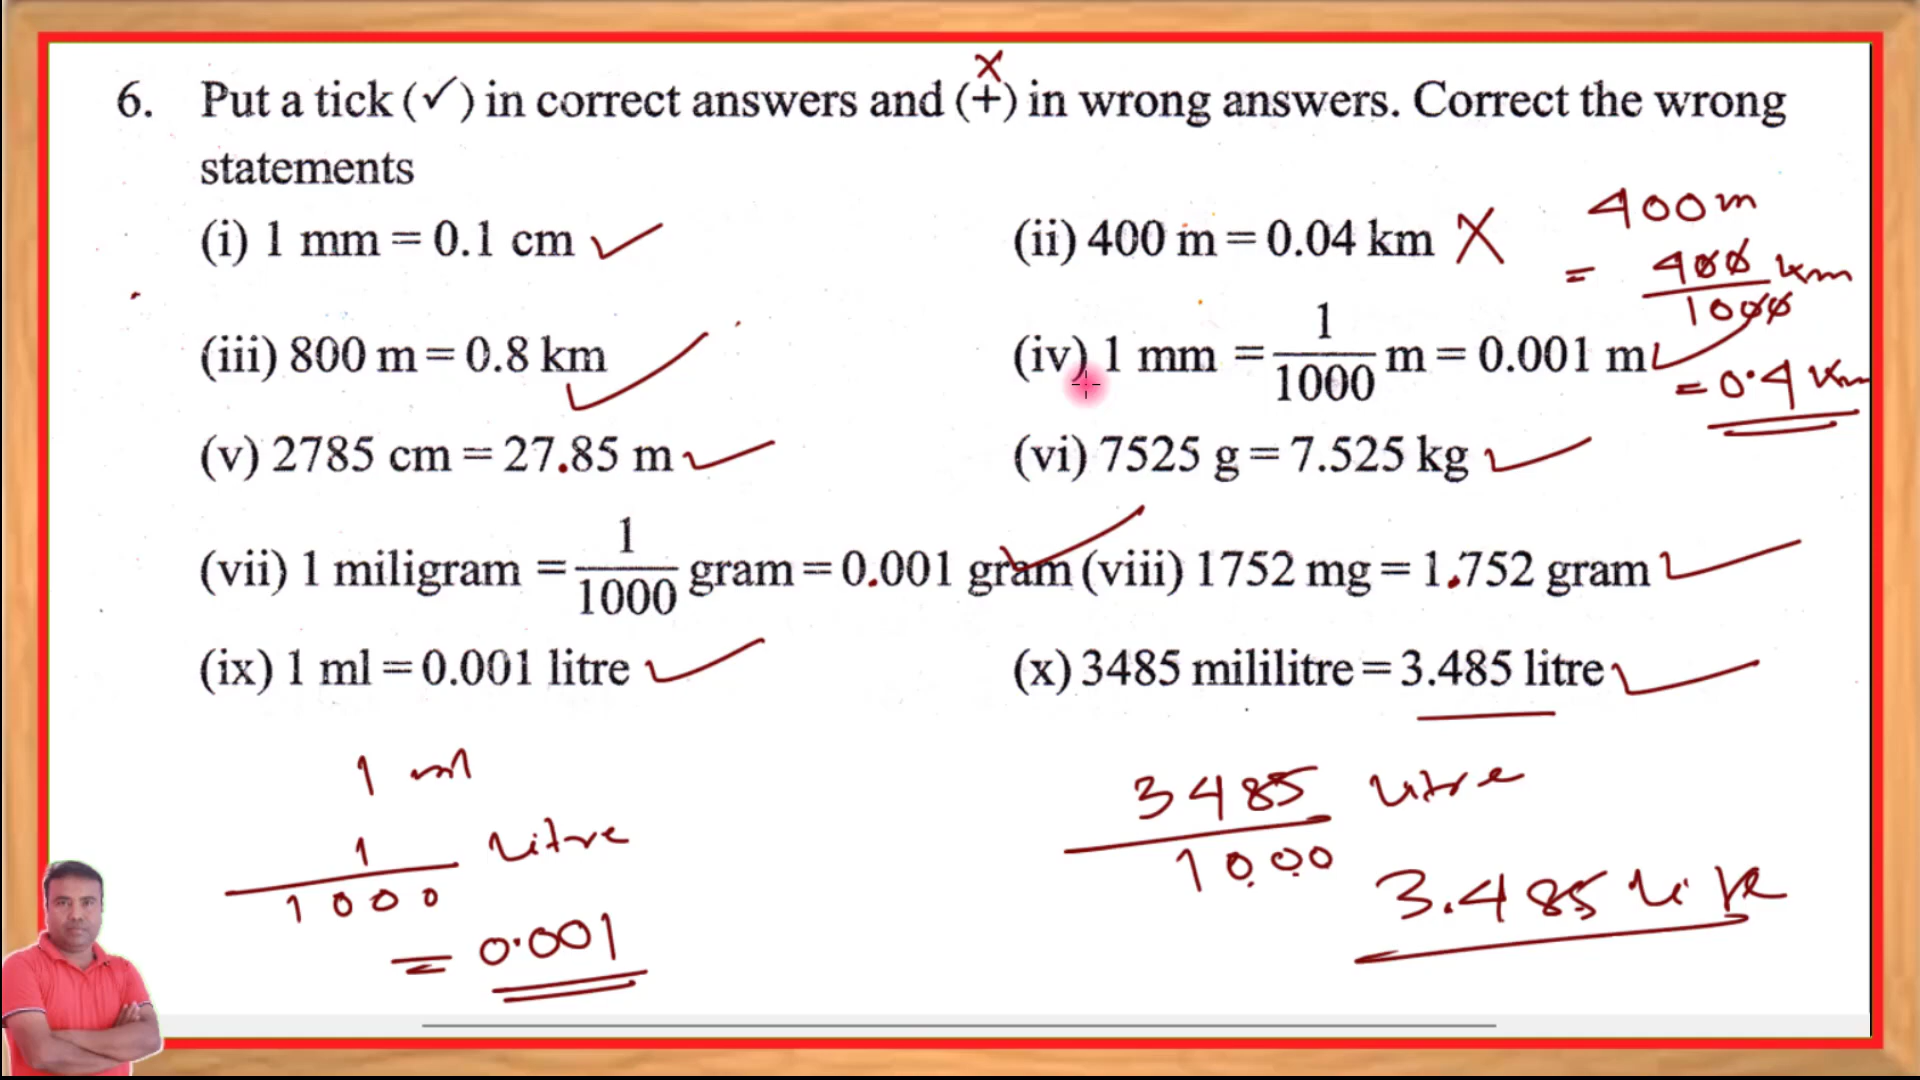 6. Put a tick (✓) in correct answers and (+) in wrong answers. Correct the wrong
X
statements
(i) 1 mm = 0.1 cm ✓
(ii) 400 m = 0.04 km X
400 m
= 400/1000 km
= 0.4 km
(iii) 800 m = 0.8 km ✓
(iv) 1 mm = 1/1000 m = 0.001 m ✓
(v) 2785 cm = 27.85 m ✓
(vi) 7525 g = 7.525 kg ✓
(vii) 1 miligram = 1/1000 gram = 0.001 gram ✓
(viii) 1752 mg = 1.752 gram ✓
(ix) 1 ml = 0.001 litre ✓
(x) 3485 mililitre = 3.485 litre ✓
1 ml
1/1000 litre
= 0.001
3485/1000 litre
3.485 litre